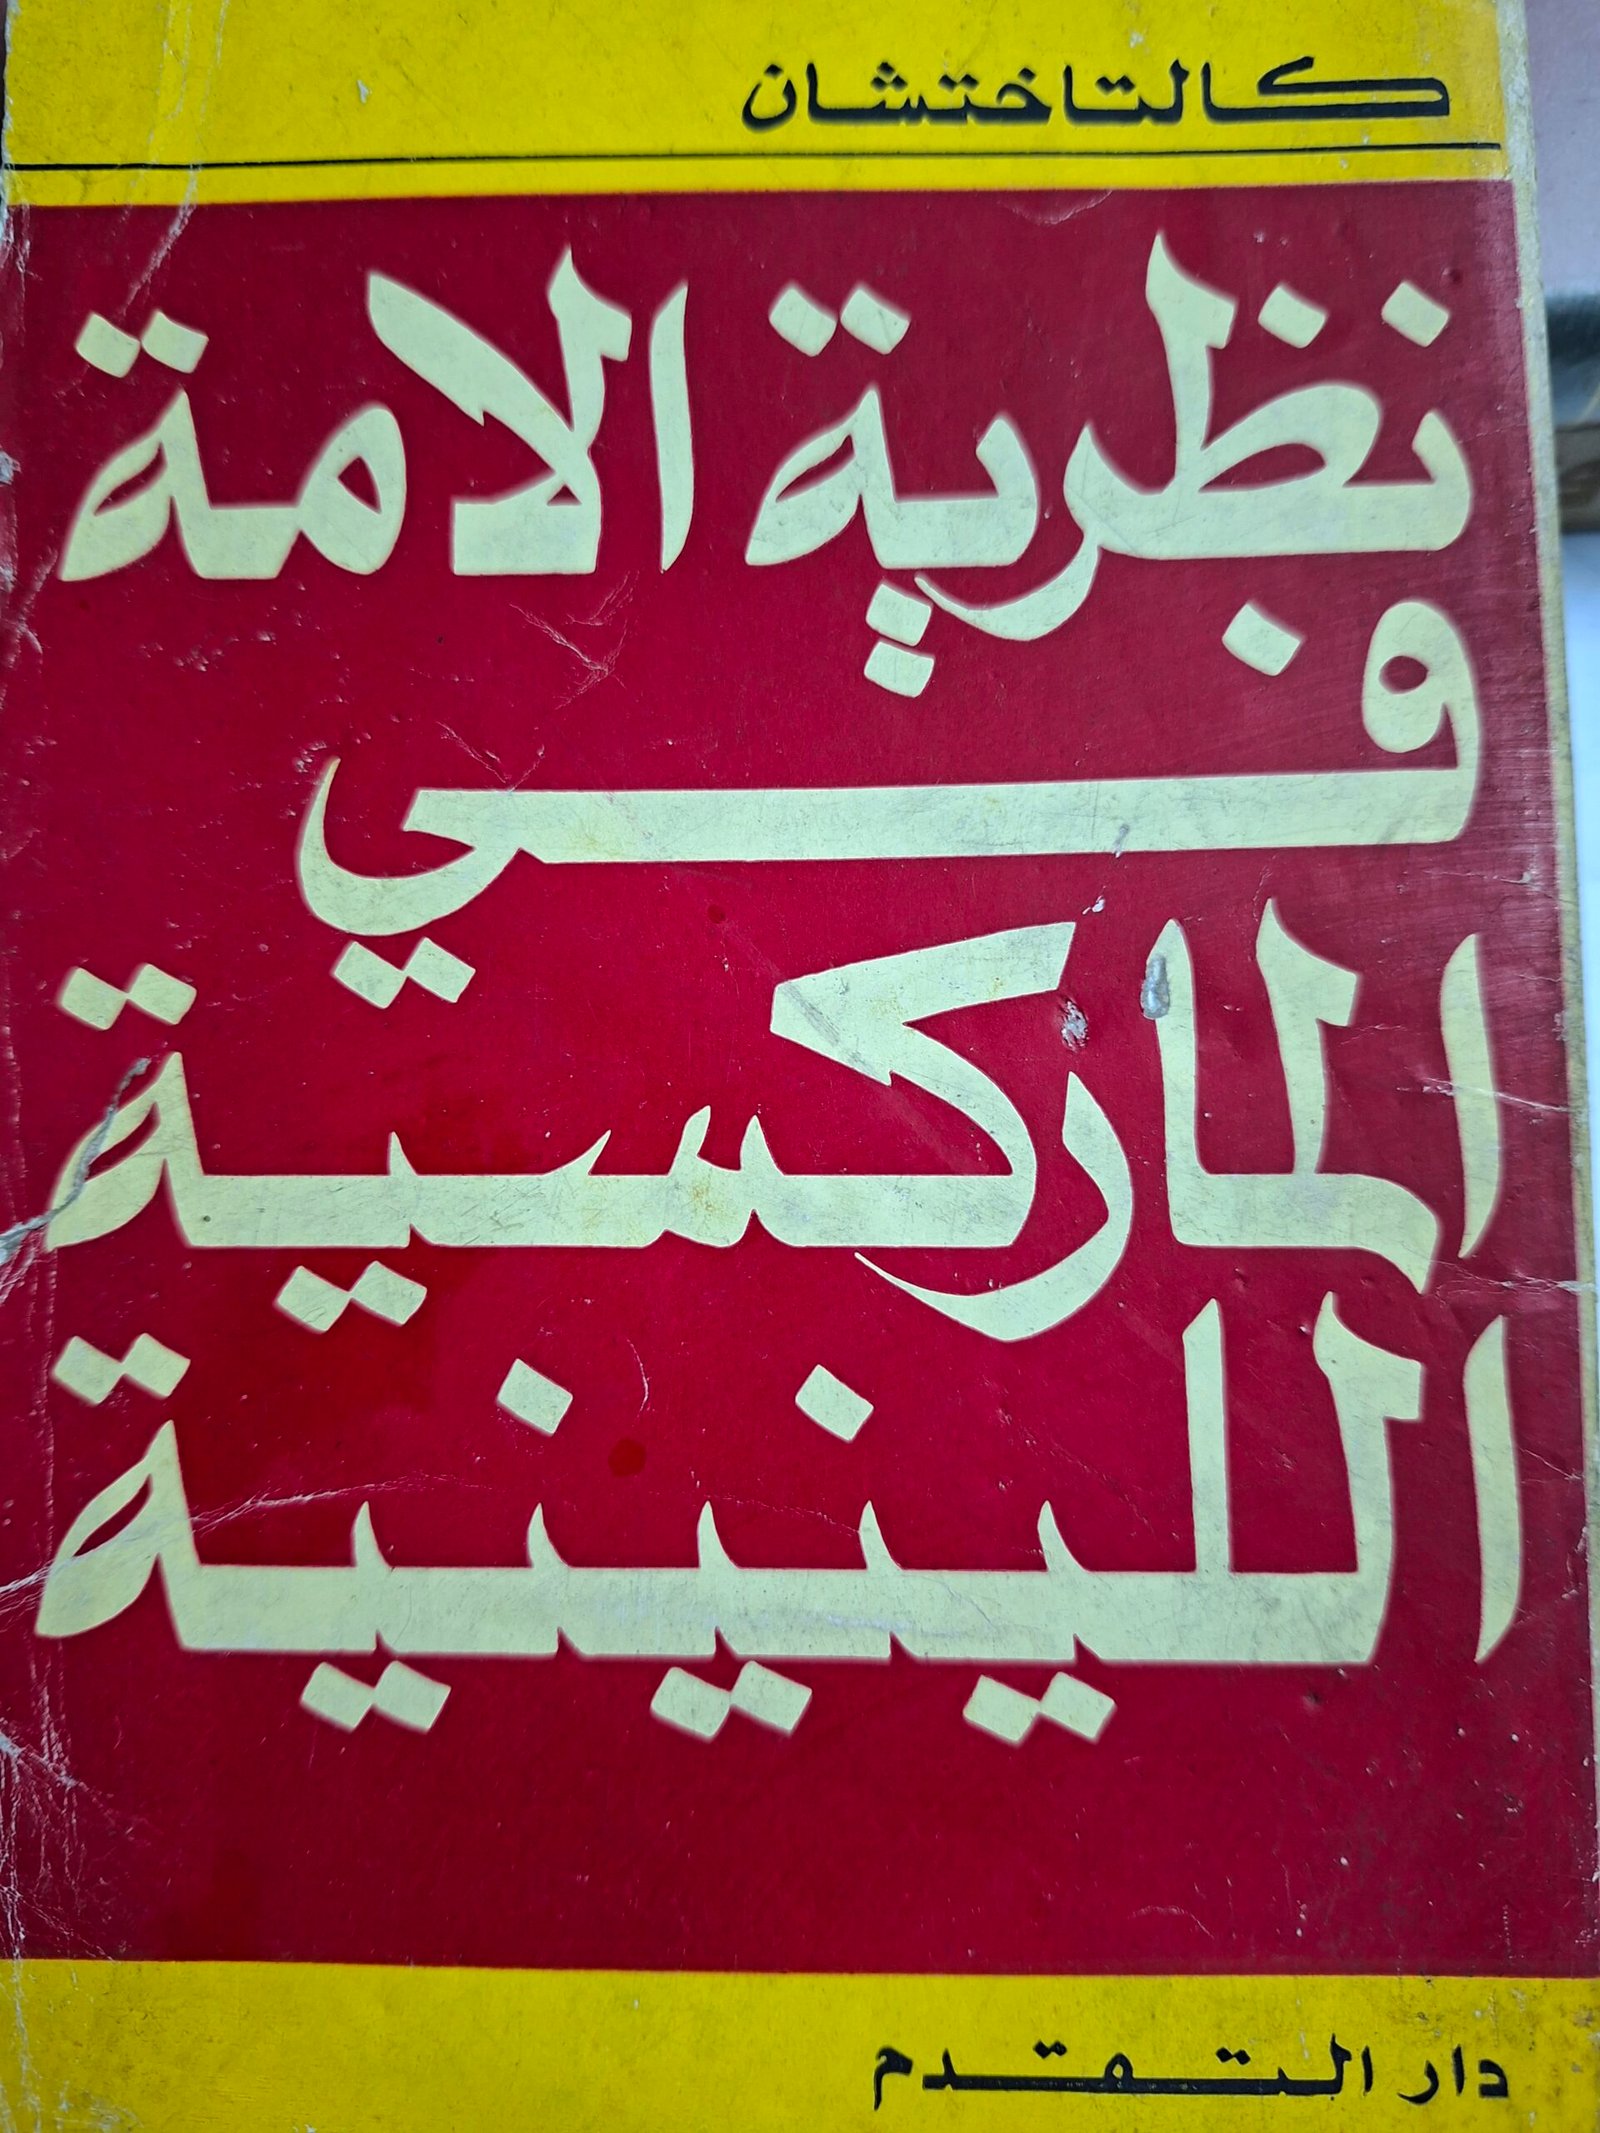 كالتاختشان
نظرية الامة
في
الماركسية
اللينينية
دار التقدم